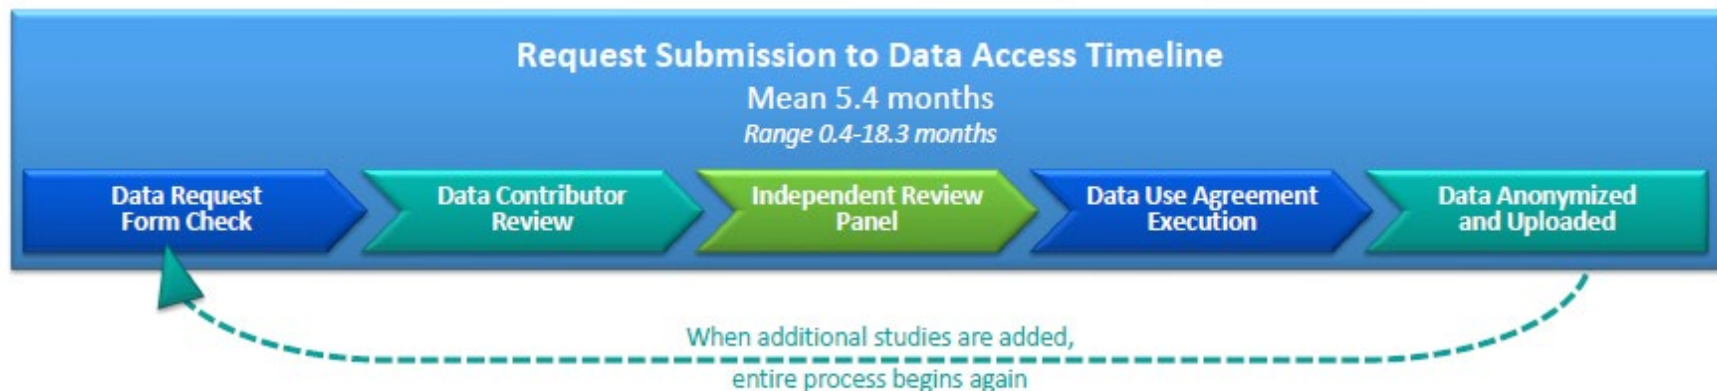 Request Submission to Data Access Timeline
Mean 5.4 months
Range 0.4-18.3 months
Data Request
Form Check
Data Contributor
Review
Independent Review
Panel
Data Use Agreement
Execution
Data Anonymized
and Uploaded
When additional studies are added,
entire process begins again